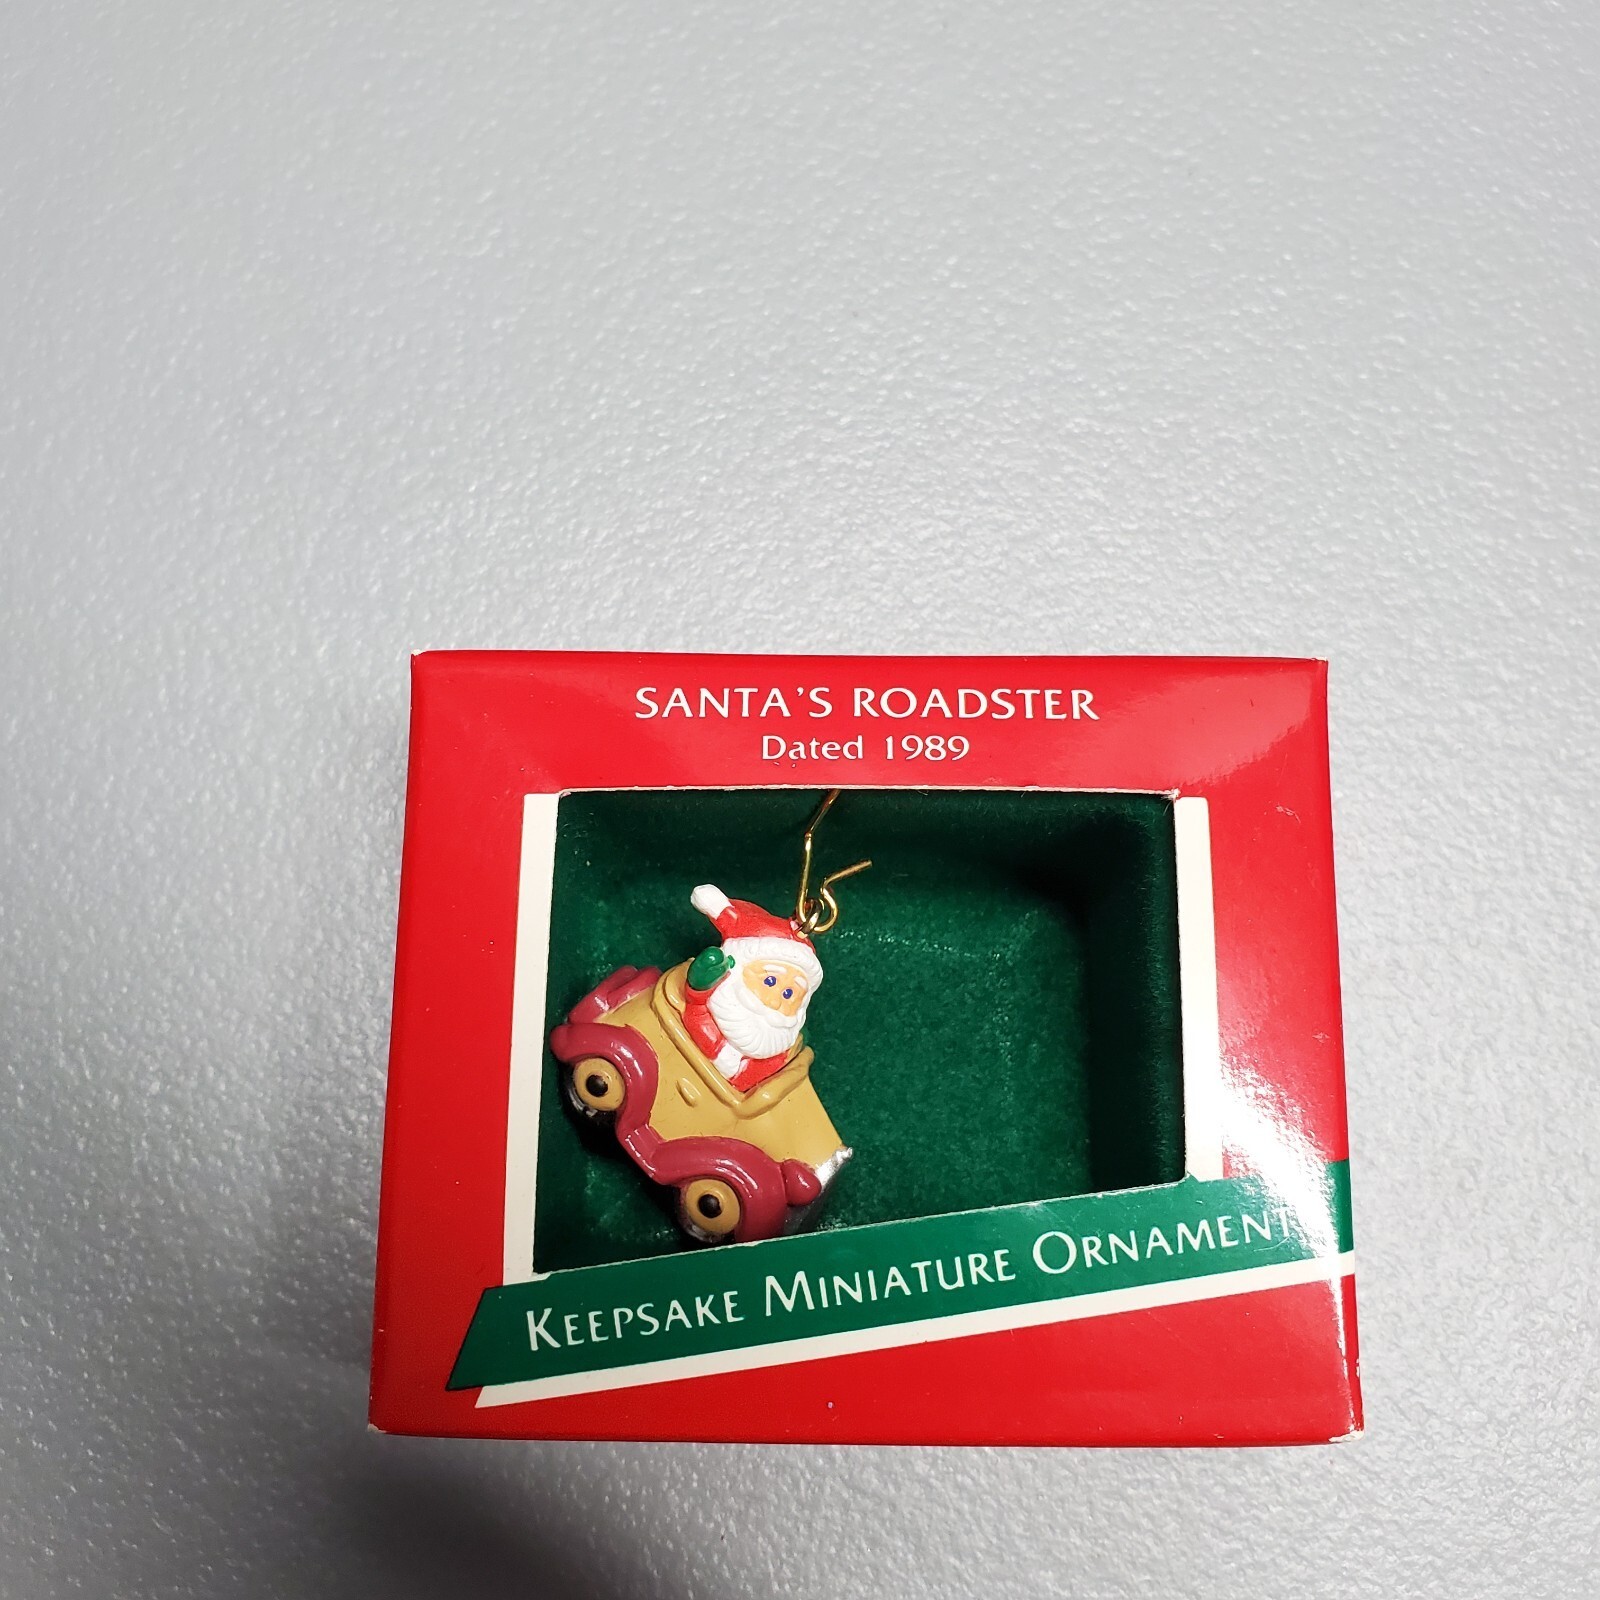 SANTA'S ROADSTER
Dated 1989
KEEPSAKE MINIATURE ORNAMENT